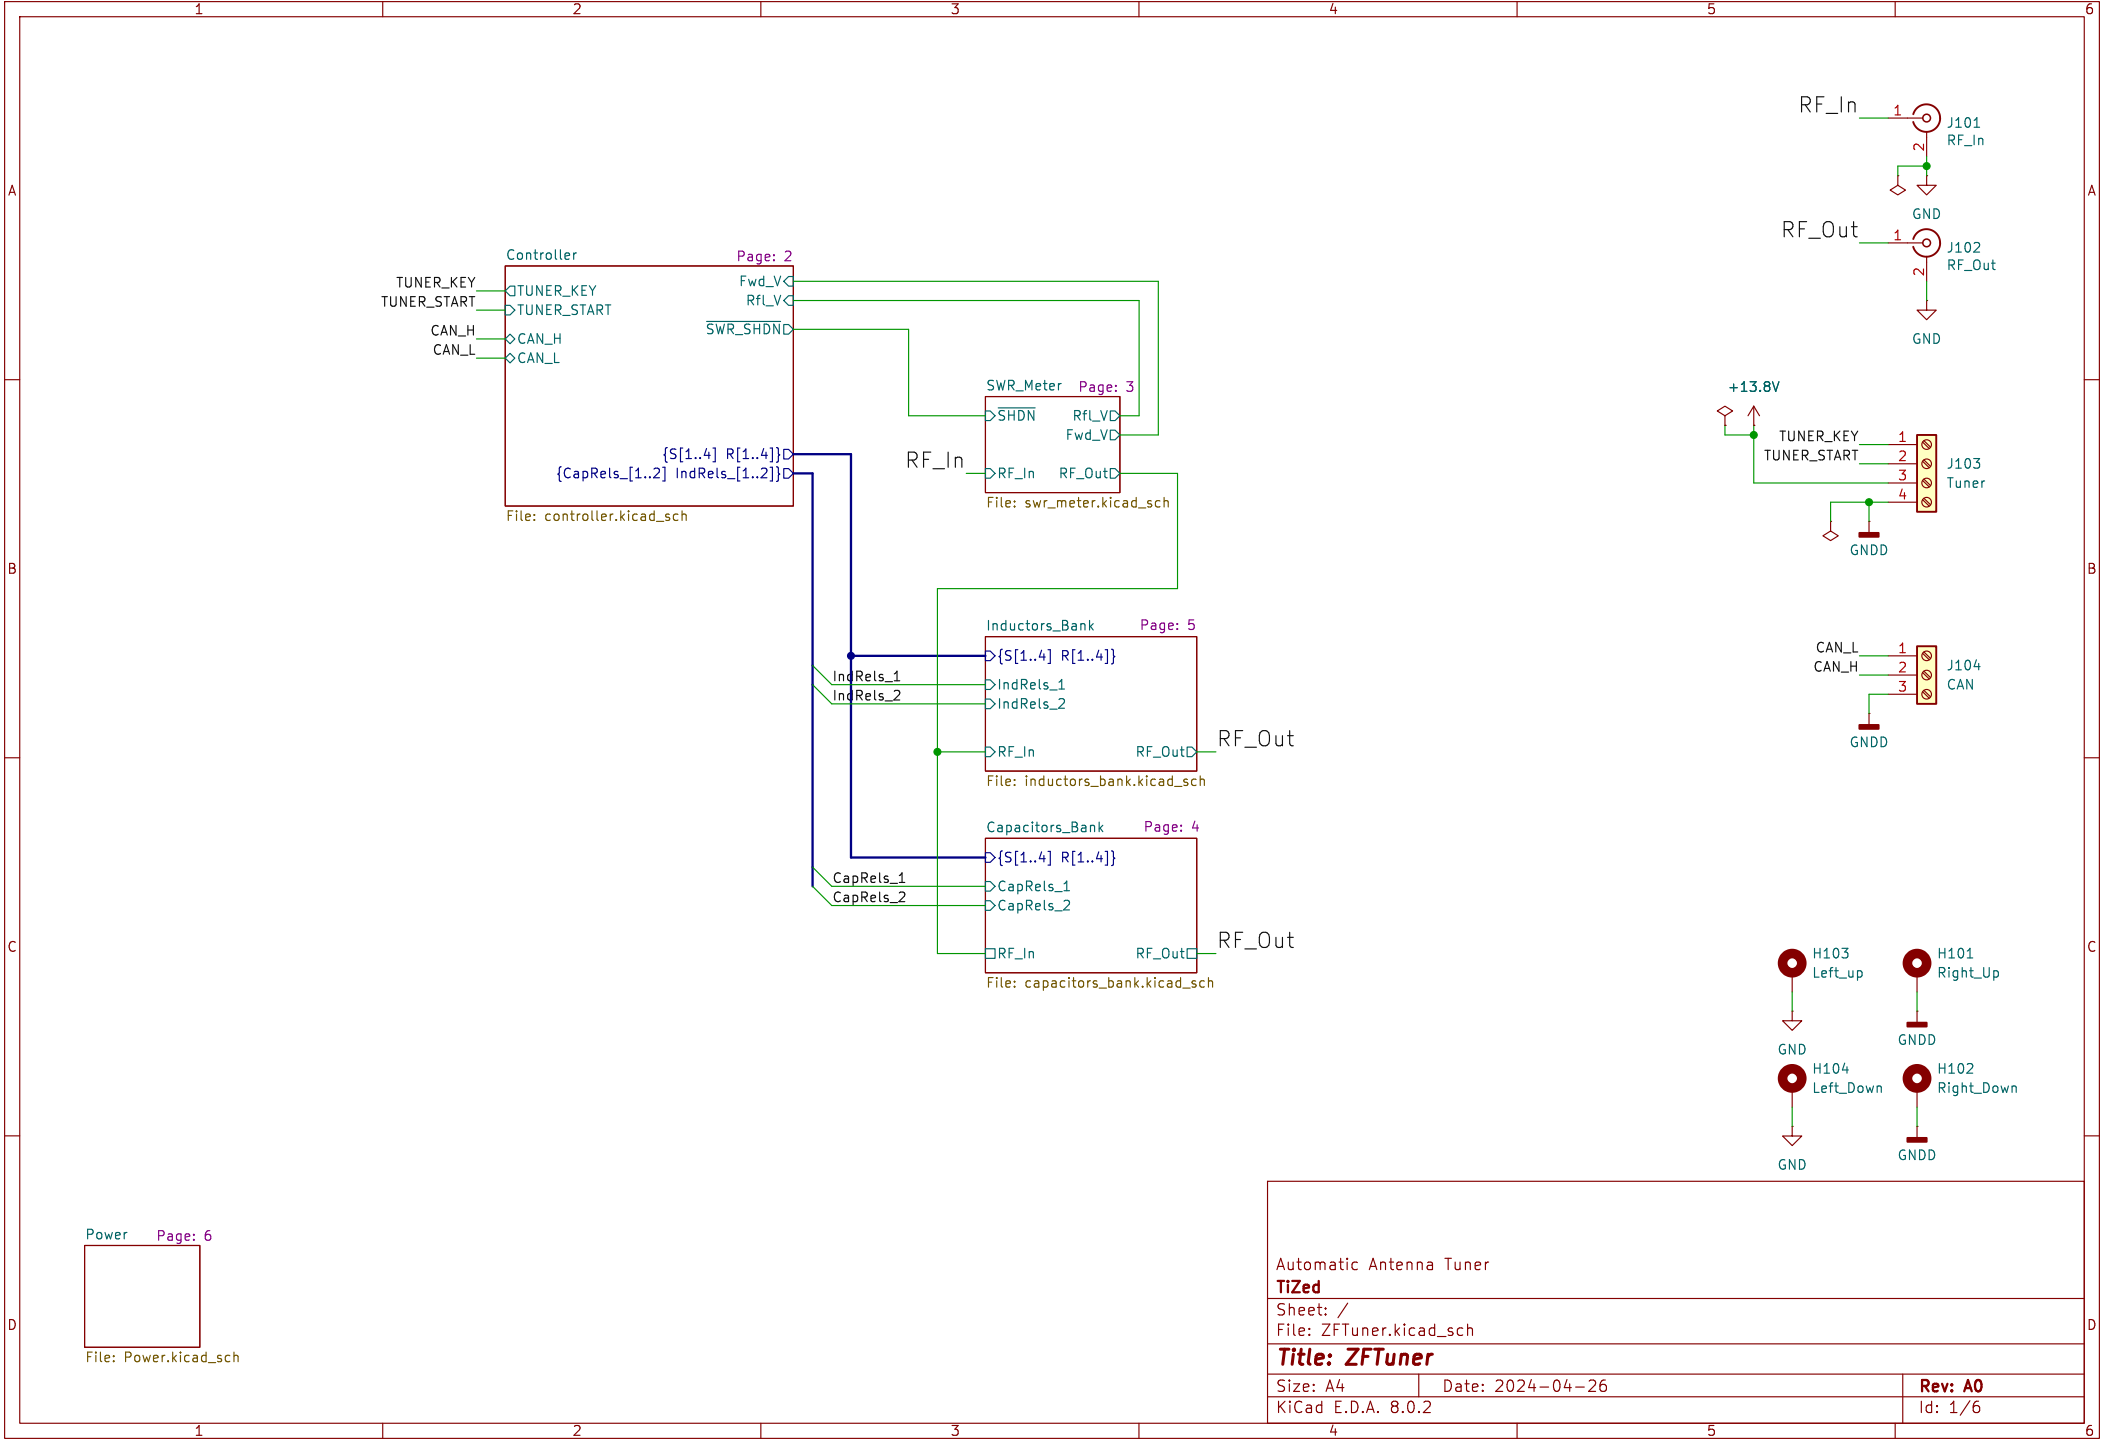 1 2 3 4 5 6
A
B
C
D
A
B
C
D
1 2 3 4 5 6
Controller Page: 2
TUNER_KEY
TUNER_START
CAN_H
CAN_L
TUNER_KEY
TUNER_START
CAN_H
CAN_L
Fwd_V
Rfl_V
SWR_SHDN
{S[1..4] R[1..4]}
{CapRels_[1..2] IndRels_[1..2]}
File: controller.kicad_sch
SWR_Meter Page: 3
SHDN
Rfl_V
Fwd_V
RF_In
RF_In
RF_Out
File: swr_meter.kicad_sch
Inductors_Bank Page: 5
{S[1..4] R[1..4]}
IndRels_1
IndRels_2
IndRels_1
IndRels_2
RF_In
RF_Out
RF_Out
File: inductors_bank.kicad_sch
Capacitors_Bank Page: 4
{S[1..4] R[1..4]}
CapRels_1
CapRels_2
CapRels_1
CapRels_2
RF_In
RF_Out
RF_Out
File: capacitors_bank.kicad_sch
RF_In
1
2
J101
RF_In
GND
RF_Out
1
2
J102
RF_Out
GND
+13.8V
TUNER_KEY
TUNER_START
1
2
3
4
J103
Tuner
GNDD
CAN_L
CAN_H
1
2
3
J104
CAN
GNDD
H103
Left_up
GND
H101
Right_Up
GNDD
H104
Left_Down
GND
H102
Right_Down
GNDD
Power Page: 6
File: Power.kicad_sch
Automatic Antenna Tuner
TiZed
Sheet: /
File: ZFTuner.kicad_sch
Title: ZFTuner
Size: A4 Date: 2024-04-26 Rev: A0
KiCad E.D.A. 8.0.2 Id: 1/6